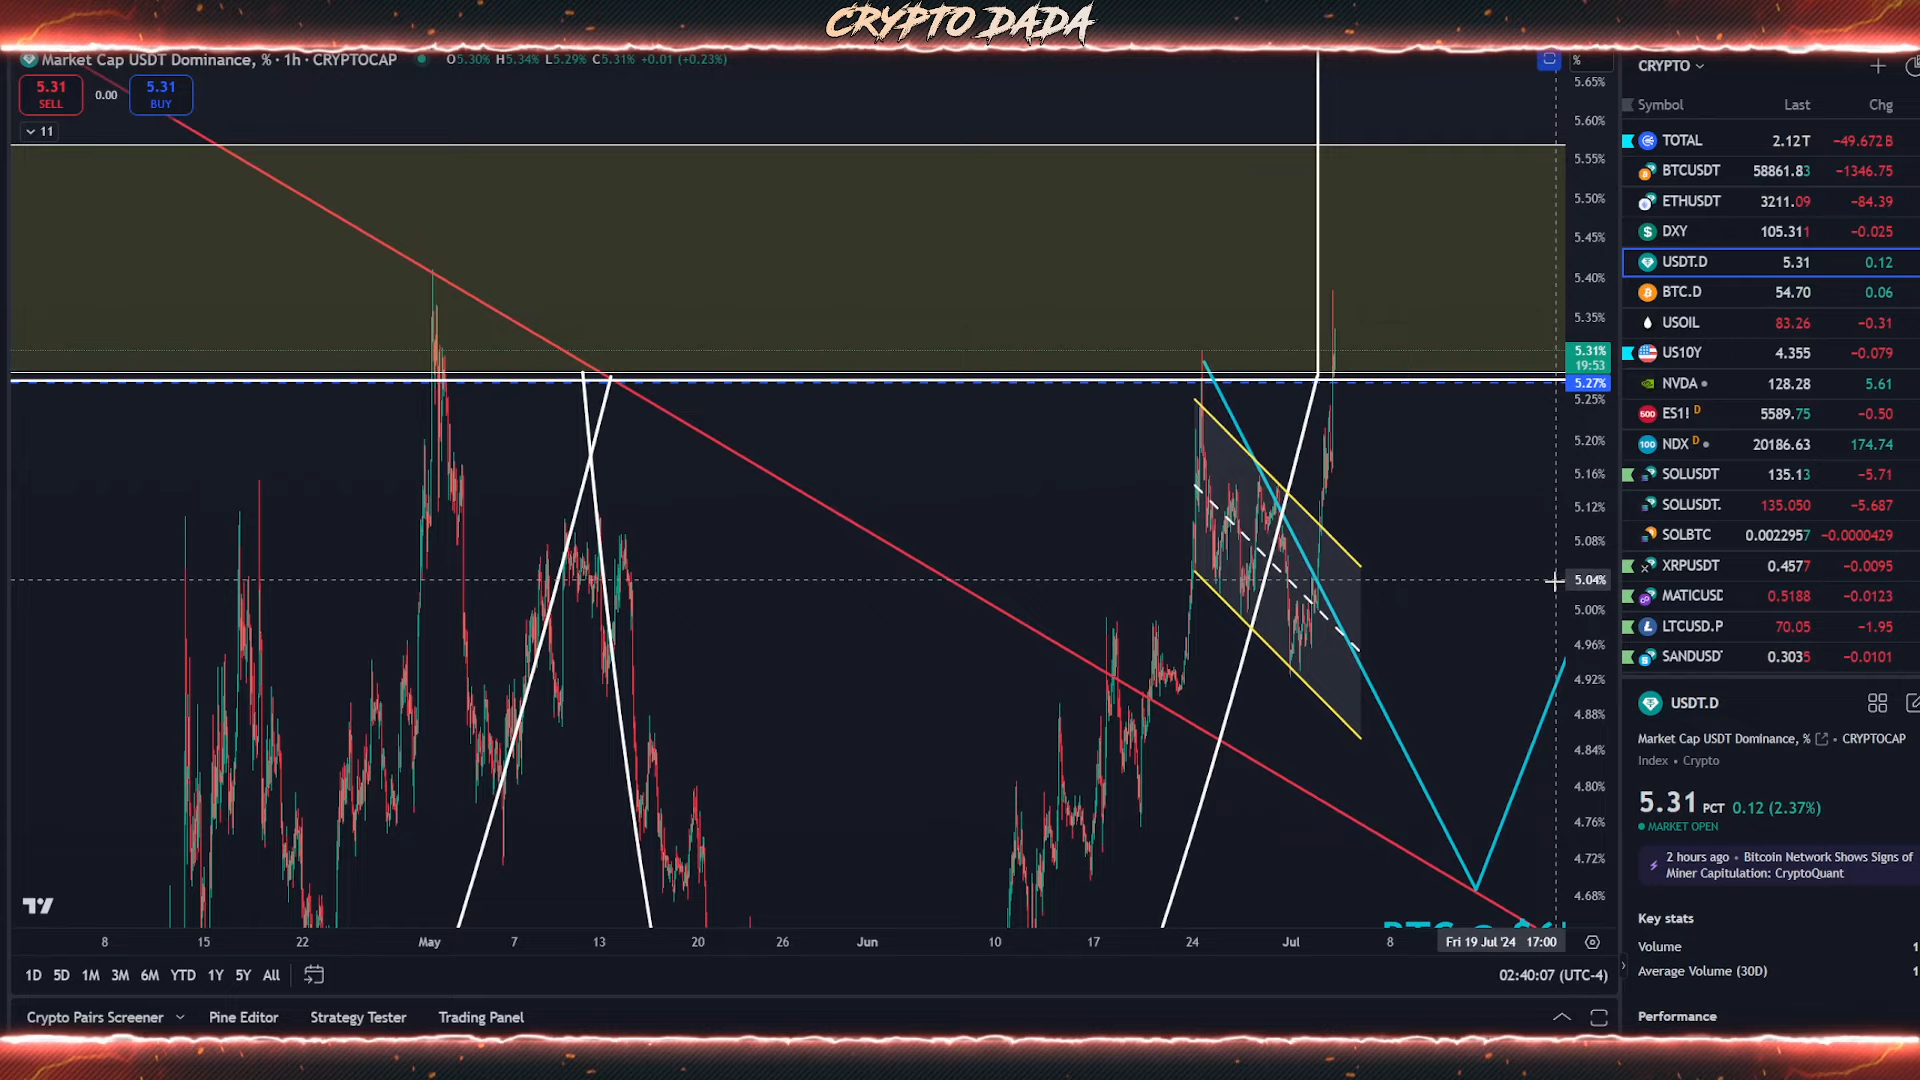 CRYPTO DADA
Market Cap USDT Dominance, % · 1h · CRYPTOCAP O5.30% H5.34% L5.29% C5.31% +0.01 (+0.23%)
5.31
SELL
0.00
5.31
BUY
11
%
5.65%
5.60%
5.55%
5.50%
5.45%
5.40%
5.35%
5.31%
19:53
5.27%
5.25%
5.20%
5.16%
5.12%
5.08%
5.04%
5.00%
4.96%
4.92%
4.88%
4.84%
4.80%
4.76%
4.72%
4.68%
8 15 22 May 7 13 20 26 Jun 10 17 24 Jul 8 Fri 19 Jul '24 17:00
1D 5D 1M 3M 6M YTD 1Y 5Y All
02:40:07 (UTC-4)
Crypto Pairs Screener Pine Editor Strategy Tester Trading Panel
CRYPTO
Symbol Last Chg
TOTAL 2.12T −49.672B
BTCUSDT 58861.83 −1346.75
ETHUSDT 3211.09 −84.39
DXY 105.311 −0.025
USDT.D 5.31 0.12
BTC.D 54.70 0.06
USOIL 83.26 −0.31
US10Y 4.355 −0.079
NVDA 128.28 5.61
500 ES1! D 5589.75 −0.50
100 NDX D 20186.63 174.74
SOLUSDT 135.13 −5.71
SOLUSDT. 135.050 −5.687
SOLBTC 0.0022957 −0.0000429
XRPUSDT 0.4577 −0.0095
MATICUSD 0.5188 −0.0123
LTCUSD.P 70.05 −1.95
SANDUSD 0.3035 −0.0101
USDT.D
Market Cap USDT Dominance, % • CRYPTOCAP
Index • Crypto
5.31 PCT 0.12 (2.37%)
MARKET OPEN
2 hours ago • Bitcoin Network Shows Signs of
Miner Capitulation: CryptoQuant
Key stats
Volume
Average Volume (30D)
Performance